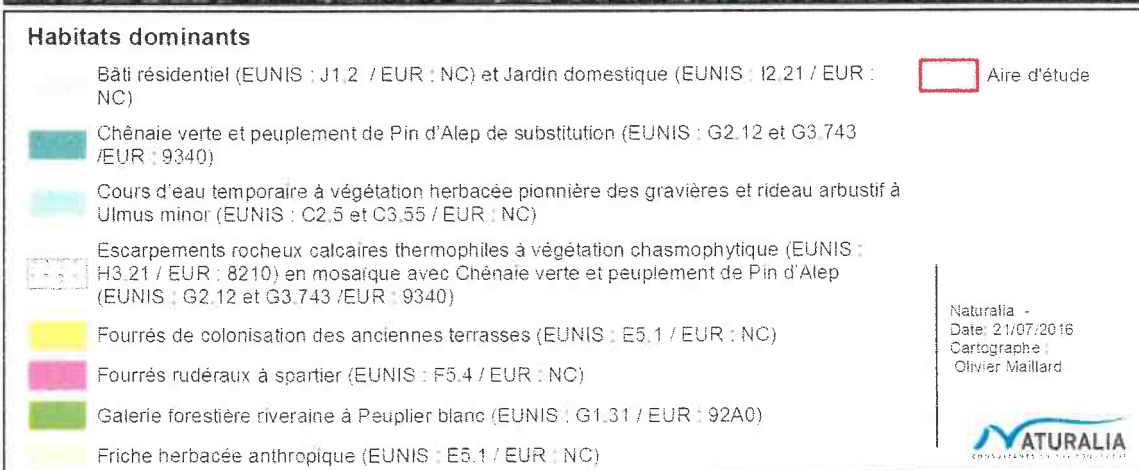 Habitats dominants
Bâti résidentiel (EUNIS : J1.2 / EUR : NC) et Jardin domestique (EUNIS : I2.21 / EUR :
NC)
Aire d'étude
Chênaie verte et peuplement de Pin d'Alep de substitution (EUNIS : G2.12 et G3.743
/EUR : 9340)
Cours d'eau temporaire à végétation herbacée pionnière des gravières et rideau arbustif à
Ulmus minor (EUNIS : C2.5 et C3.55 / EUR : NC)
Escarpements rocheux calcaires thermophiles à végétation chasmophytique (EUNIS :
H3.21 / EUR : 8210) en mosaïque avec Chênaie verte et peuplement de Pin d'Alep
(EUNIS : G2.12 et G3.743 /EUR : 9340)
Fourrés de colonisation des anciennes terrasses (EUNIS : E5.1 / EUR : NC)
Fourrés rudéraux à spartier (EUNIS : F5.4 / EUR : NC)
Galerie forestière riveraine à Peuplier blanc (EUNIS : G1.31 / EUR : 92A0)
Friche herbacée anthropique (EUNIS : E5.1 / EUR : NC)
Naturalia -
Date: 21/07/2016
Cartographe :
Olivier Maillard
NATURALIA